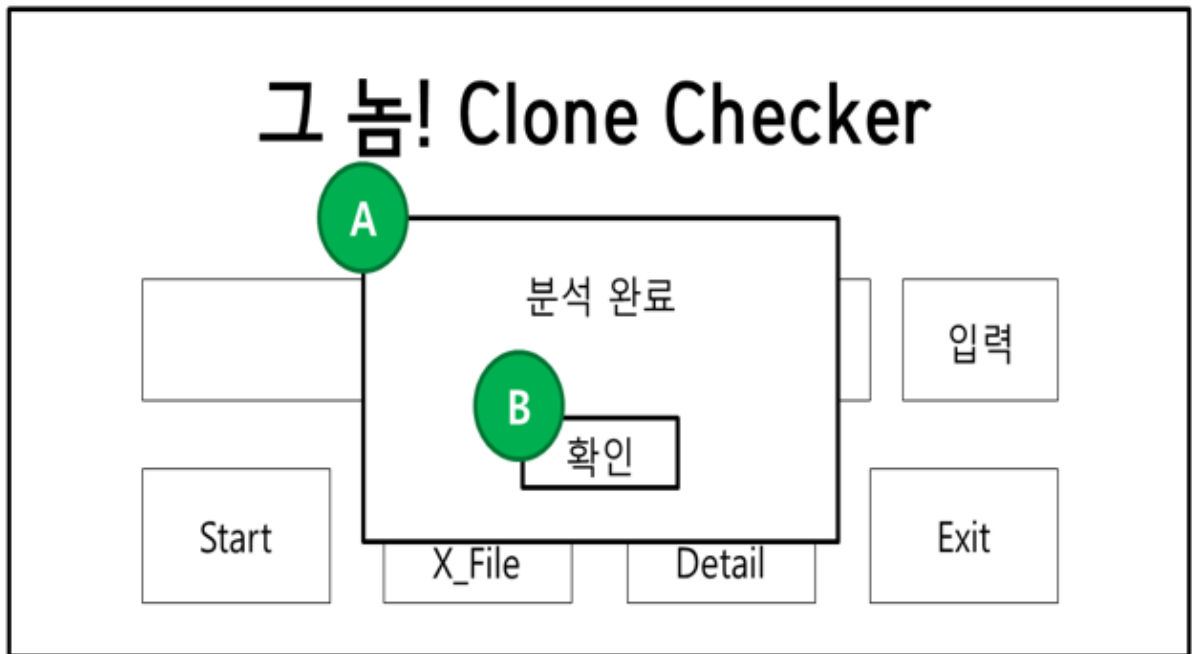 그 놈! Clone Checker
A
분석 완료
입력
B
확인
Start
X_File
Detail
Exit